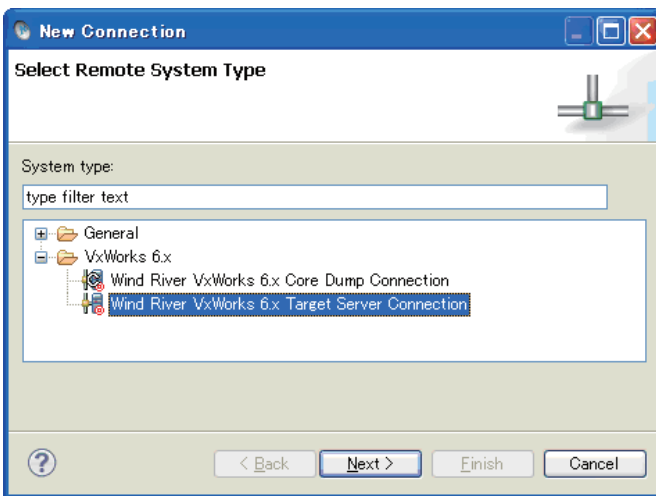 New Connection
Select Remote System Type
System type:
type filter text
General
VxWorks 6.x
Wind River VxWorks 6.x Core Dump Connection
Wind River VxWorks 6.x Target Server Connection
?
< Back Next > Finish Cancel